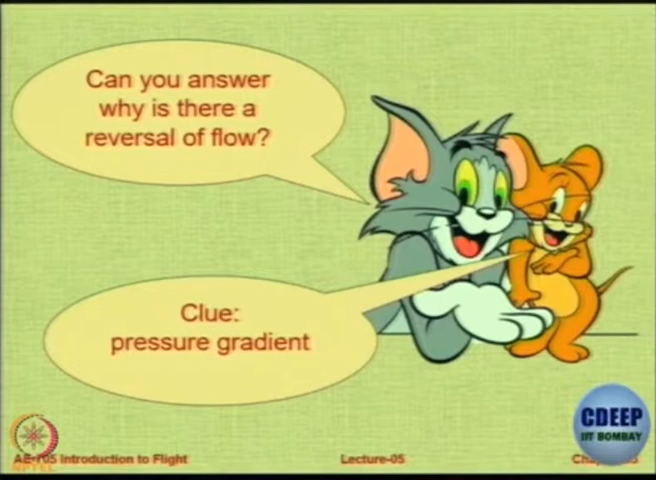 Can you answer
why is there a
reversal of flow?
Clue:
pressure gradient
CDEEP
IIT BOMBAY
NPTEL
Introduction to Flight
Lecture-05